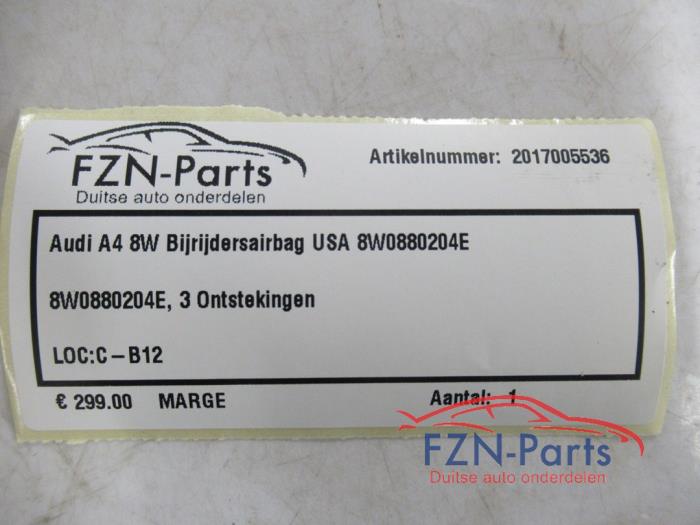 FZN-Parts
Duitse auto onderdelen
Artikelnummer: 2017005536
Audi A4 8W Bijrijdersairbag USA 8W0880204E
8W0880204E, 3 Ontstekingen
LOC:C-B12
€ 299.00 MARGE Aantal: 1
FZN-Parts
Duitse auto onderdelen